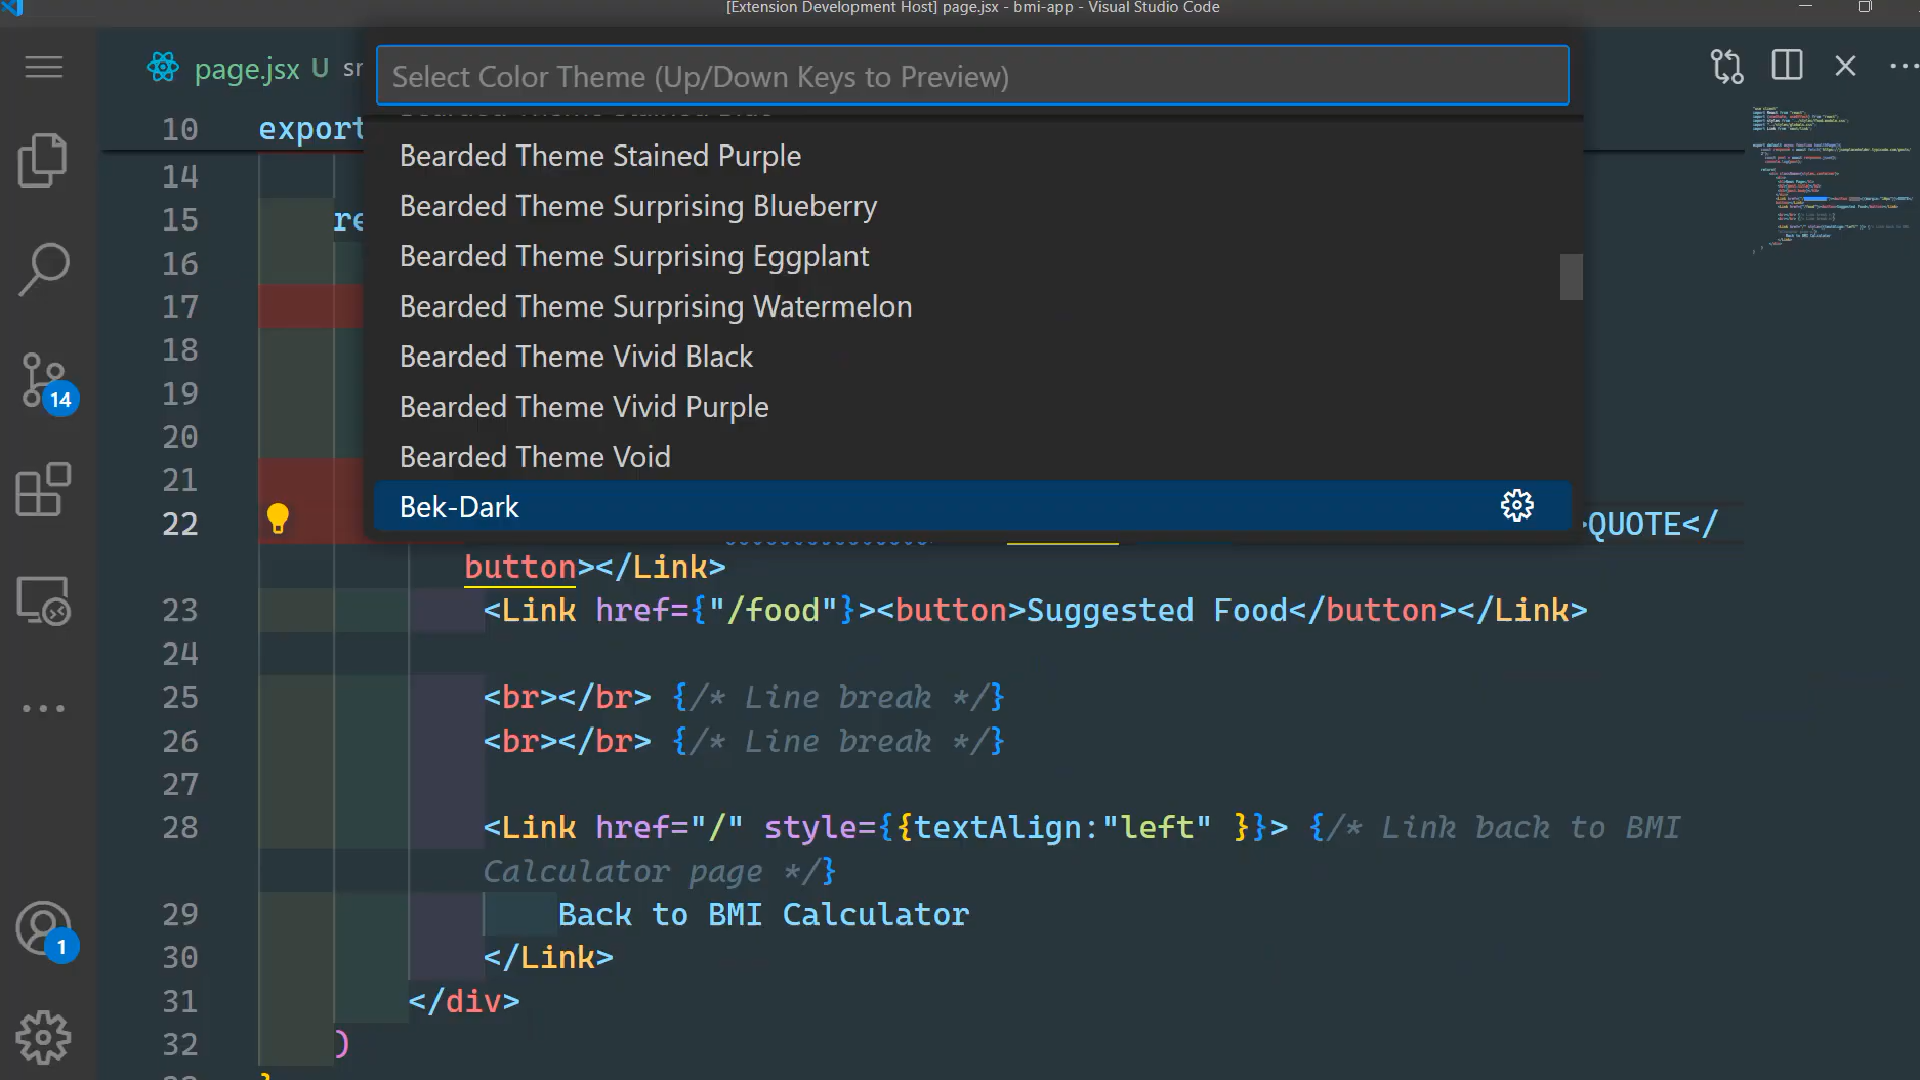 [Extension Development Host] page.jsx - bmi-app - Visual Studio Code
page.jsx U
Select Color Theme (Up/Down Keys to Preview)
10 export
Bearded Theme Stained Purple
14
Bearded Theme Surprising Blueberry
15 re
Bearded Theme Surprising Eggplant
16
Bearded Theme Surprising Watermelon
17
Bearded Theme Vivid Black
18
Bearded Theme Vivid Purple
19
14
20
Bearded Theme Void
21
Bek-Dark
22 >QUOTE</
button></Link>
23 <Link href={"/food"}><button>Suggested Food</button></Link>
24
25 <br></br> {/* Line break */}
26 <br></br> {/* Line break */}
27
28 <Link href="/" style={{textAlign:"left" }}> {/* Link back to BMI
Calculator page */}
29 Back to BMI Calculator
1
30 </Link>
31 </div>
32 )